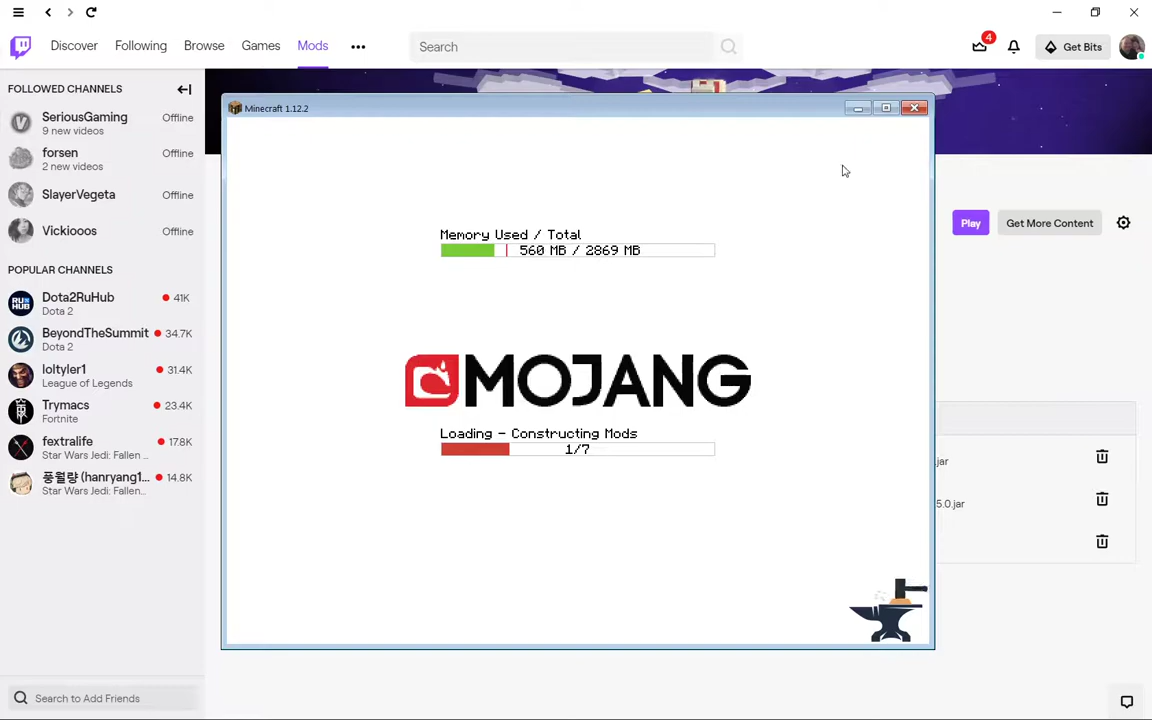 Discover
Following
Browse
Games
Mods
Search
4
Get Bits
FOLLOWED CHANNELS
SeriousGaming
Offline
9 new videos
forsen
Offline
2 new videos
SlayerVegeta
Offline
Vickiooos
Offline
POPULAR CHANNELS
Dota2RuHub
41K
Dota 2
BeyondTheSummit
34.7K
Dota 2
loltyler1
31.4K
League of Legends
Trymacs
23.4K
Fortnite
fextralife
17.8K
Star Wars Jedi: Fallen ...
풍월량 (hanryang1...
14.8K
Star Wars Jedi: Fallen...
Search to Add Friends
Minecraft 1.12.2
Memory Used / Total
560 MB / 2869 MB
MOJANG
Loading - Constructing Mods
1/7
Play
Get More Content
.jar
5.0.jar